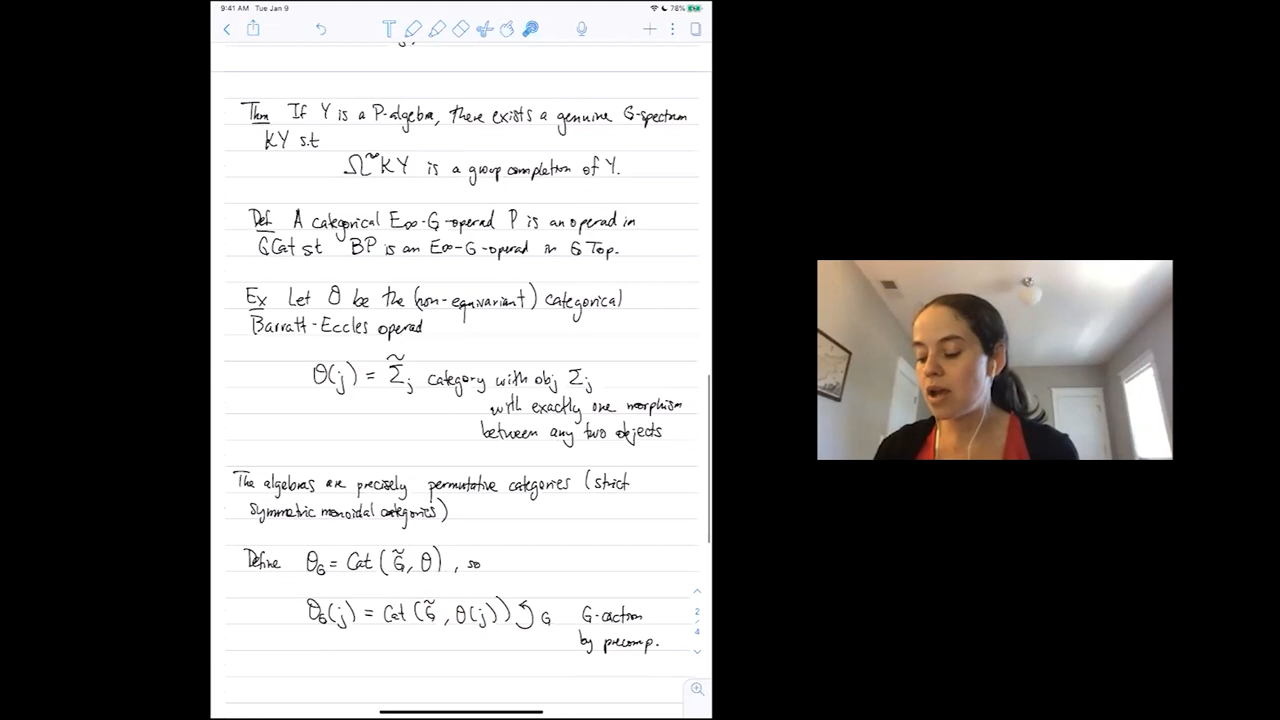 9:41 AM Tue Jan 9
78%
Thm If Y is a P-algebra, there exists a genuine G-spectrum
KY s.t
Ω^∞ KY is a group completion of Y.
Def A categorical E∞-G-operad P is an operad in
GCat st BP is an E∞-G-operad in G Top.
Ex Let O be the (non-equivariant) categorical
Barratt-Eccles operad
O(j) = Σ̃_j category with obj Σ_j
with exactly one morphism
between any two objects
The algebras are precisely permutative categories (strict
symmetric monoidal categories)
Define O_G = Cat(G̃, O), so
O_G(j) = Cat(G̃, O(j)) G G-action
by precomp.
2
4